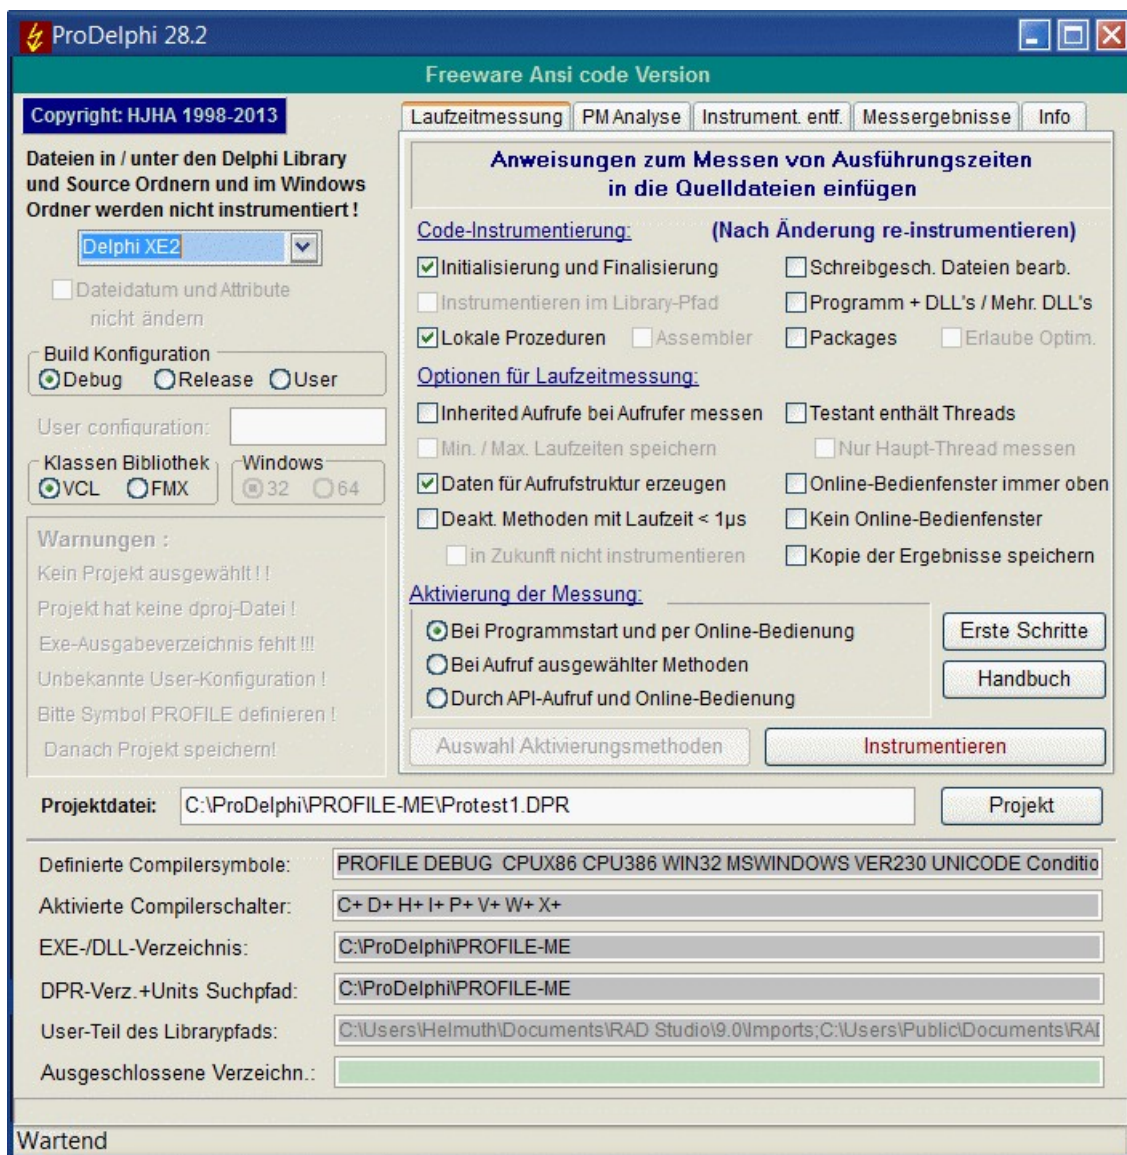 ProDelphi 28.2
Freeware Ansi code Version
Copyright: HJHA 1998-2013
Dateien in / unter den Delphi Library
und Source Ordnern und im Windows
Ordner werden nicht instrumentiert !
Delphi XE2
Dateidatum und Attribute
nicht ändern
Build Konfiguration
Debug Release User
User configuration:
Klassen Bibliothek Windows
VCL FMX 32 64
Warnungen :
Kein Projekt ausgewählt ! !
Projekt hat keine dproj-Datei !
Exe-Ausgabeverzeichnis fehlt !!!
Unbekannte User-Konfiguration !
Bitte Symbol PROFILE definieren !
Danach Projekt speichern!
Laufzeitmessung PM Analyse Instrument. entf. Messergebnisse Info
Anweisungen zum Messen von Ausführungszeiten
in die Quelldateien einfügen
Code-Instrumentierung: (Nach Änderung re-instrumentieren)
Initialisierung und Finalisierung Schreibgesch. Dateien bearb.
Instrumentieren im Library-Pfad Programm + DLL's / Mehr. DLL's
Lokale Prozeduren Assembler Packages Erlaube Optim.
Optionen für Laufzeitmessung:
Inherited Aufrufe bei Aufrufer messen Testant enthält Threads
Min. / Max. Laufzeiten speichern Nur Haupt-Thread messen
Daten für Aufrufstruktur erzeugen Online-Bedienfenster immer oben
Deakt. Methoden mit Laufzeit < 1µs Kein Online-Bedienfenster
in Zukunft nicht instrumentieren Kopie der Ergebnisse speichern
Aktivierung der Messung:
Bei Programmstart und per Online-Bedienung
Bei Aufruf ausgewählter Methoden
Durch API-Aufruf und Online-Bedienung
Erste Schritte
Handbuch
Auswahl Aktivierungsmethoden Instrumentieren
Projektdatei: C:\ProDelphi\PROFILE-ME\Protest1.DPR Projekt
Definierte Compilersymbole: PROFILE DEBUG CPUX86 CPU386 WIN32 MSWINDOWS VER230 UNICODE Conditio
Aktivierte Compilerschalter: C+ D+ H+ I+ P+ V+ W+ X+
EXE-/DLL-Verzeichnis: C:\ProDelphi\PROFILE-ME
DPR-Verz.+Units Suchpfad: C:\ProDelphi\PROFILE-ME
User-Teil des Librarypfads: C:\Users\Helmuth\Documents\RAD Studio\9.0\Imports;C:\Users\Public\Documents\RAD
Ausgeschlossene Verzeichn.:
Wartend